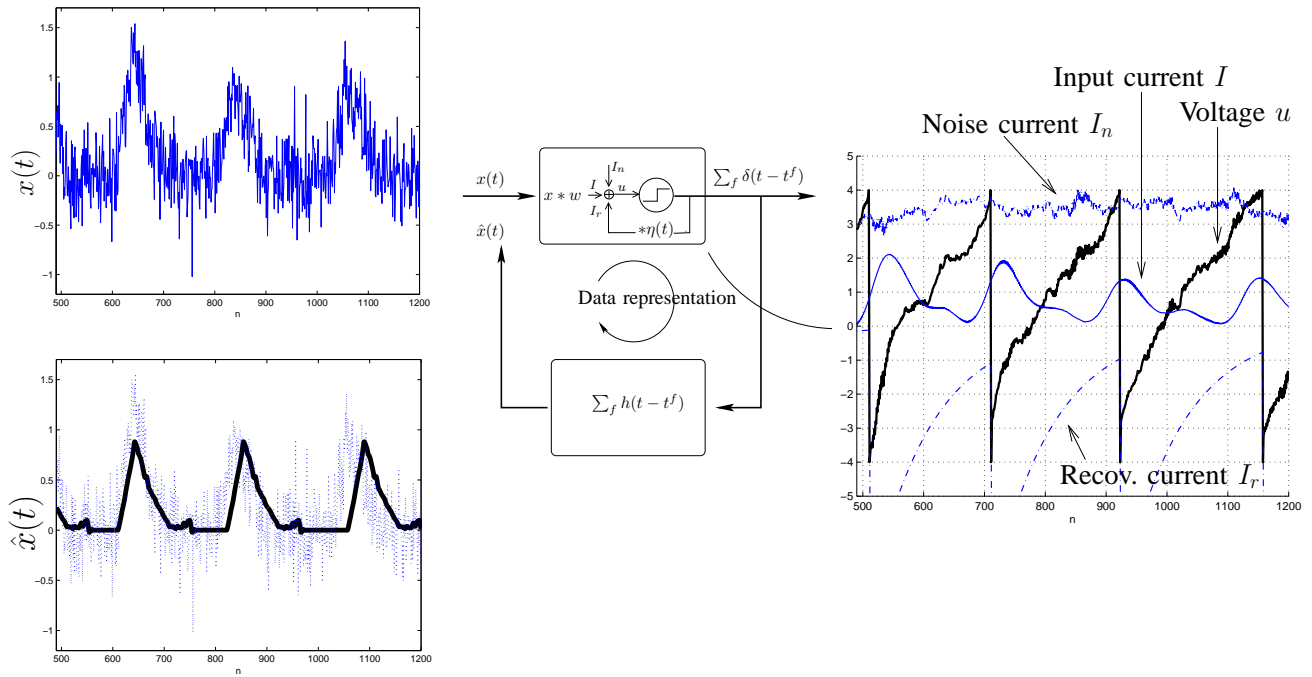 x(t)
1.5
1
0.5
0
−0.5
−1
500 600 700 800 900 1000 1100 1200
n
x̂(t)
1.5
1
0.5
0
−0.5
−1
500 600 700 800 900 1000 1100 1200
n
x(t)
x̂(t)
x ∗ w
I
I_n
I_r
u
∗η(t)
∑_f δ(t − t^f)
Data representation
∑_f h(t − t^f)
Input current I
Voltage u
Noise current I_n
Recov. current I_r
5
4
3
2
1
0
−1
−2
−3
−4
−5
500 600 700 800 900 1000 1100 1200
n